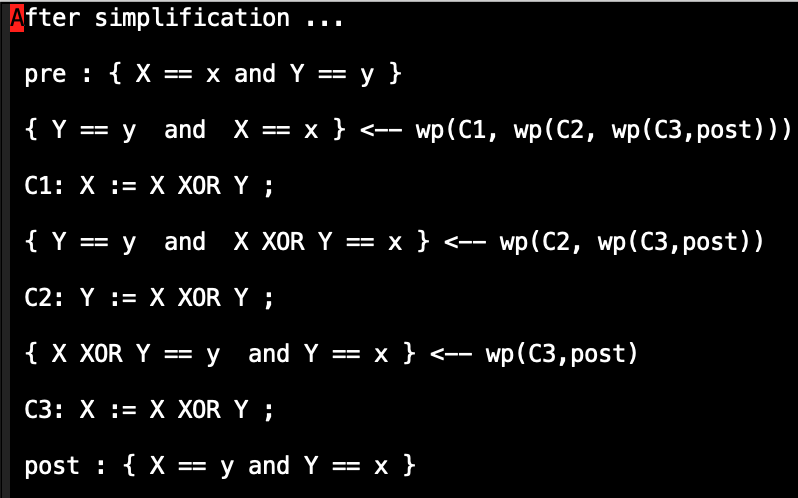 After simplification ...
pre : { X == x and Y == y }
{ Y == y  and  X == x } <-- wp(C1, wp(C2, wp(C3,post)))
C1: X := X XOR Y ;
{ Y == y  and  X XOR Y == x } <-- wp(C2, wp(C3,post))
C2: Y := X XOR Y ;
{ X XOR Y == y  and Y == x } <-- wp(C3,post)
C3: X := X XOR Y ;
post : { X == y and Y == x }